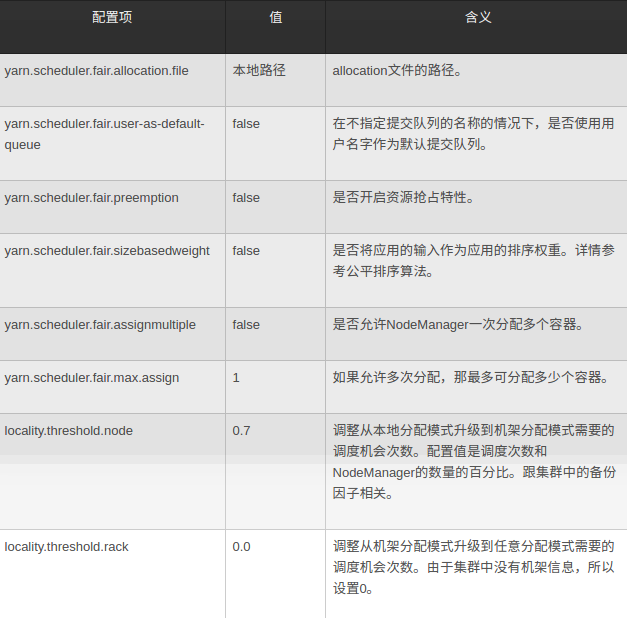 配置项 值 含义
yarn.scheduler.fair.allocation.file 本地路径 allocation文件的路径。
yarn.scheduler.fair.user-as-default- false 在不指定提交队列的名称的情况下，是否使用用
queue 户名字作为默认提交队列。
yarn.scheduler.fair.preemption false 是否开启资源抢占特性。
yarn.scheduler.fair.sizebasedweight false 是否将应用的输入作为应用的排序权重。详情参
考公平排序算法。
yarn.scheduler.fair.assignmultiple false 是否允许NodeManager一次分配多个容器。
yarn.scheduler.fair.max.assign 1 如果允许多次分配，那最多可分配多少个容器。
locality.threshold.node 0.7 调整从本地分配模式升级到机架分配模式需要的
调度机会次数。配置值是调度次数和
NodeManager的数量的百分比。跟集群中的备份
因子相关。
locality.threshold.rack 0.0 调整从机架分配模式升级到任意分配模式需要的
调度机会次数。由于集群中没有机架信息，所以
设置0。